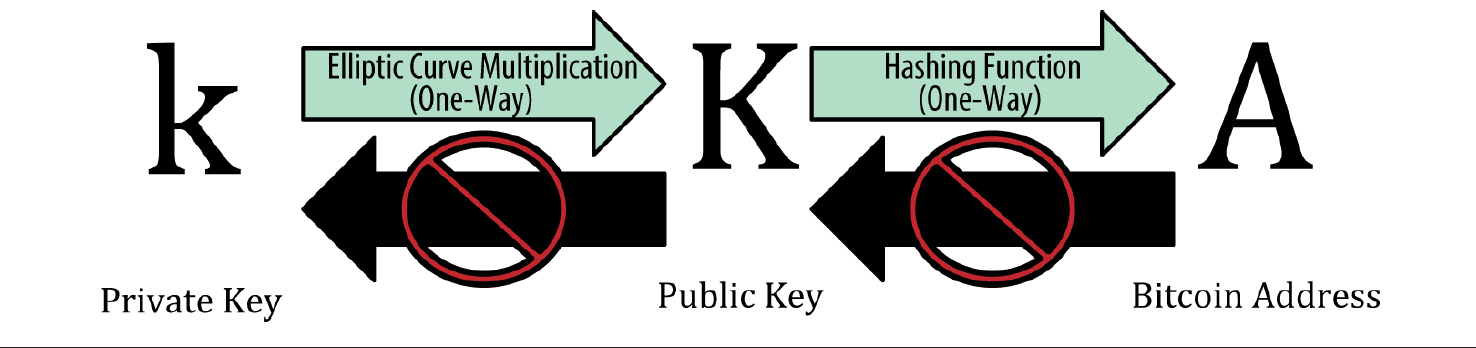 k
Elliptic Curve Multiplication
(One-Way)
K
Hashing Function
(One-Way)
A
Private Key
Public Key
Bitcoin Address